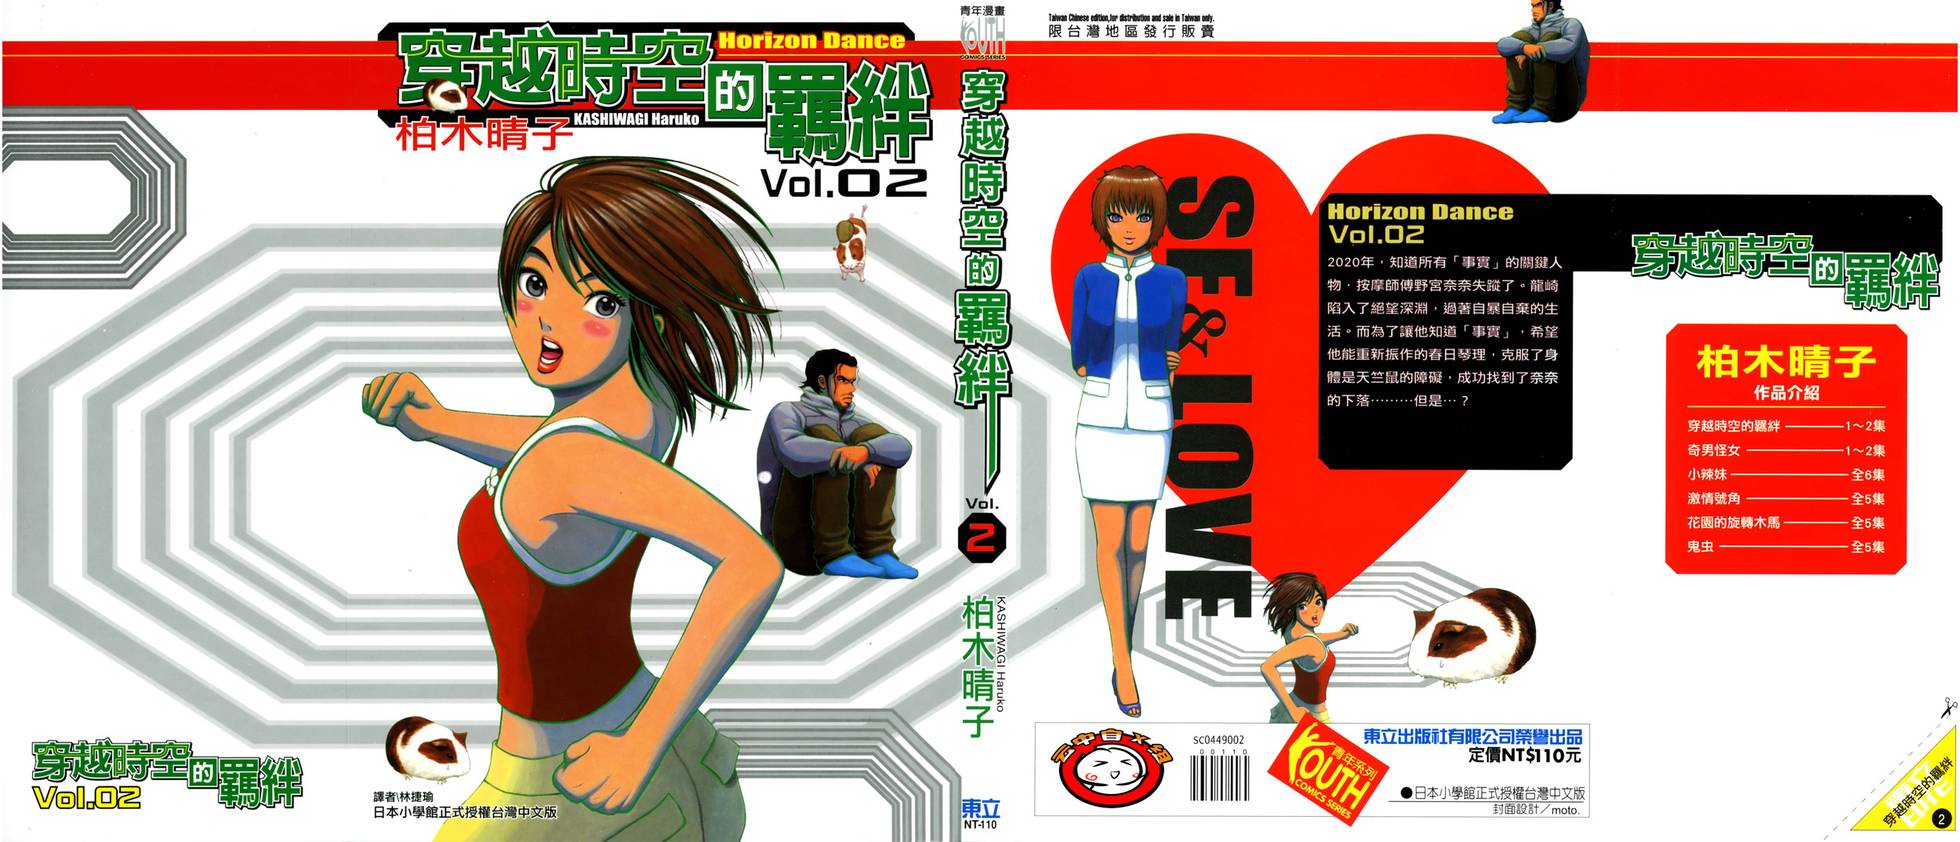 穿越時空的羈絆
Horizon Dance
柏木晴子
KASHIWAGI Haruko
Vol.02
穿越時空的羈絆
Vol.02
譯者\林捷瑜
日本小學館正式授權台灣中文版
青年漫畫
YOUTH
COMICS SERIES
穿越時空的羈絆
Vol.
2
柏木晴子
KASHIWAGI Haruko
東立
NT-110
Taiwan Chinese edition,for distribution and sale in Taiwan only.
限台灣地區發行販賣
SF & LOVE
Horizon Dance
Vol.02
2020年，知道所有「事實」的關鍵人
物．按摩師傅野宮奈奈失蹤了。龍崎
陷入了絕望深淵，過著自暴自棄的生
活。而為了讓他知道「事實」，希望
他能重新振作的春日琴理，克服了身
體是天竺鼠的障礙，成功找到了奈奈
的下落………但是…？
穿越時空的羈絆
柏木晴子
作品介紹
穿越時空的羈絆 1～2集
奇男怪女 1～2集
小辣妹 全6集
激情號角 全5集
花園的旋轉木馬 全5集
鬼虫 全5集
SC0449002
00110
青年系列
YOUTH
COMICS SERIES
東立出版社有限公司榮譽出品
定價NT$110元
●日本小學館正式授權台灣中文版
封面設計／moto.
穿越時空的羈絆
2